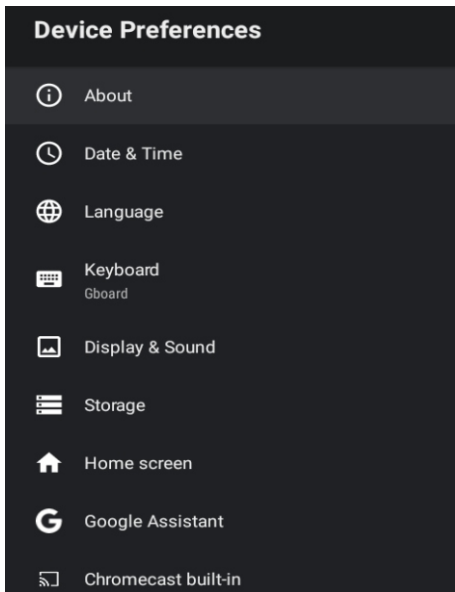 Device Preferences
About
Date & Time
Language
Keyboard
Gboard
Display & Sound
Storage
Home screen
Google Assistant
Chromecast built-in